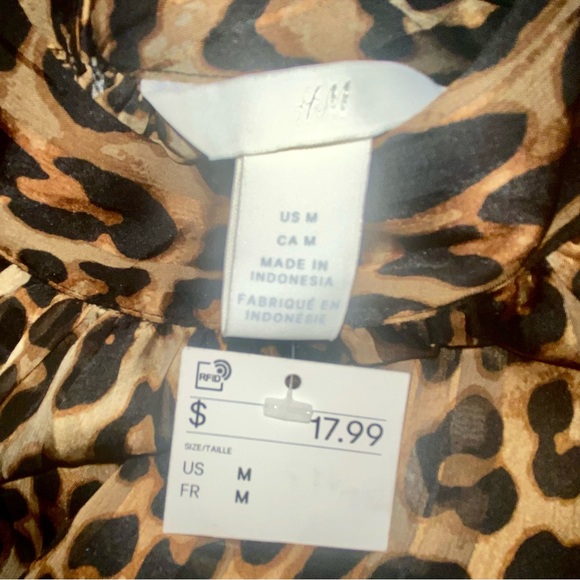 H&M
US M
CA M
MADE IN
INDONESIA
FABRIQUÉ EN
INDONÉSIE
RFID
$ 17.99
SIZE/TAILLE
US M
FR M